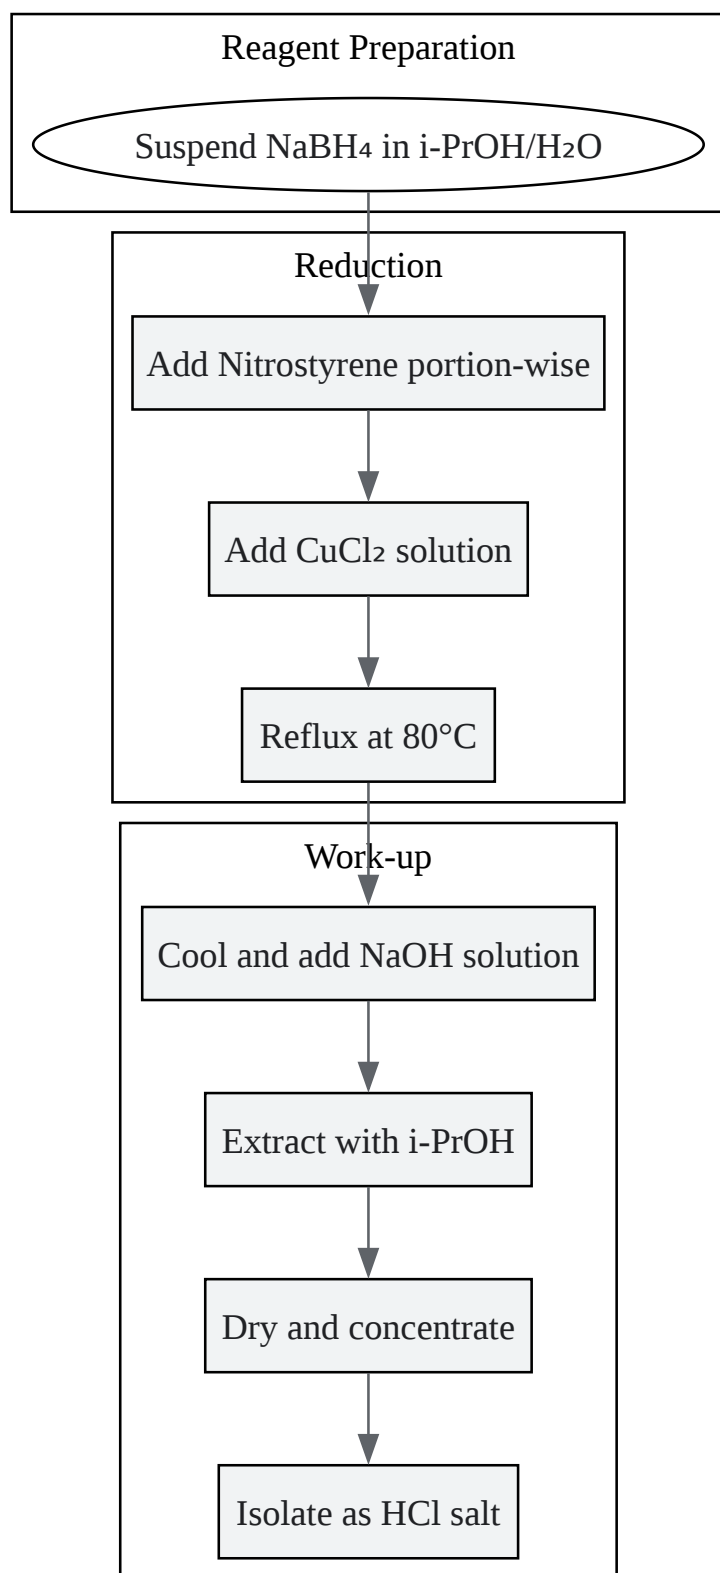 Reagent Preparation
Suspend NaBH₄ in i-PrOH/H₂O
Reduction
Add Nitrostyrene portion-wise
Add CuCl₂ solution
Reflux at 80°C
Work-up
Cool and add NaOH solution
Extract with i-PrOH
Dry and concentrate
Isolate as HCl salt